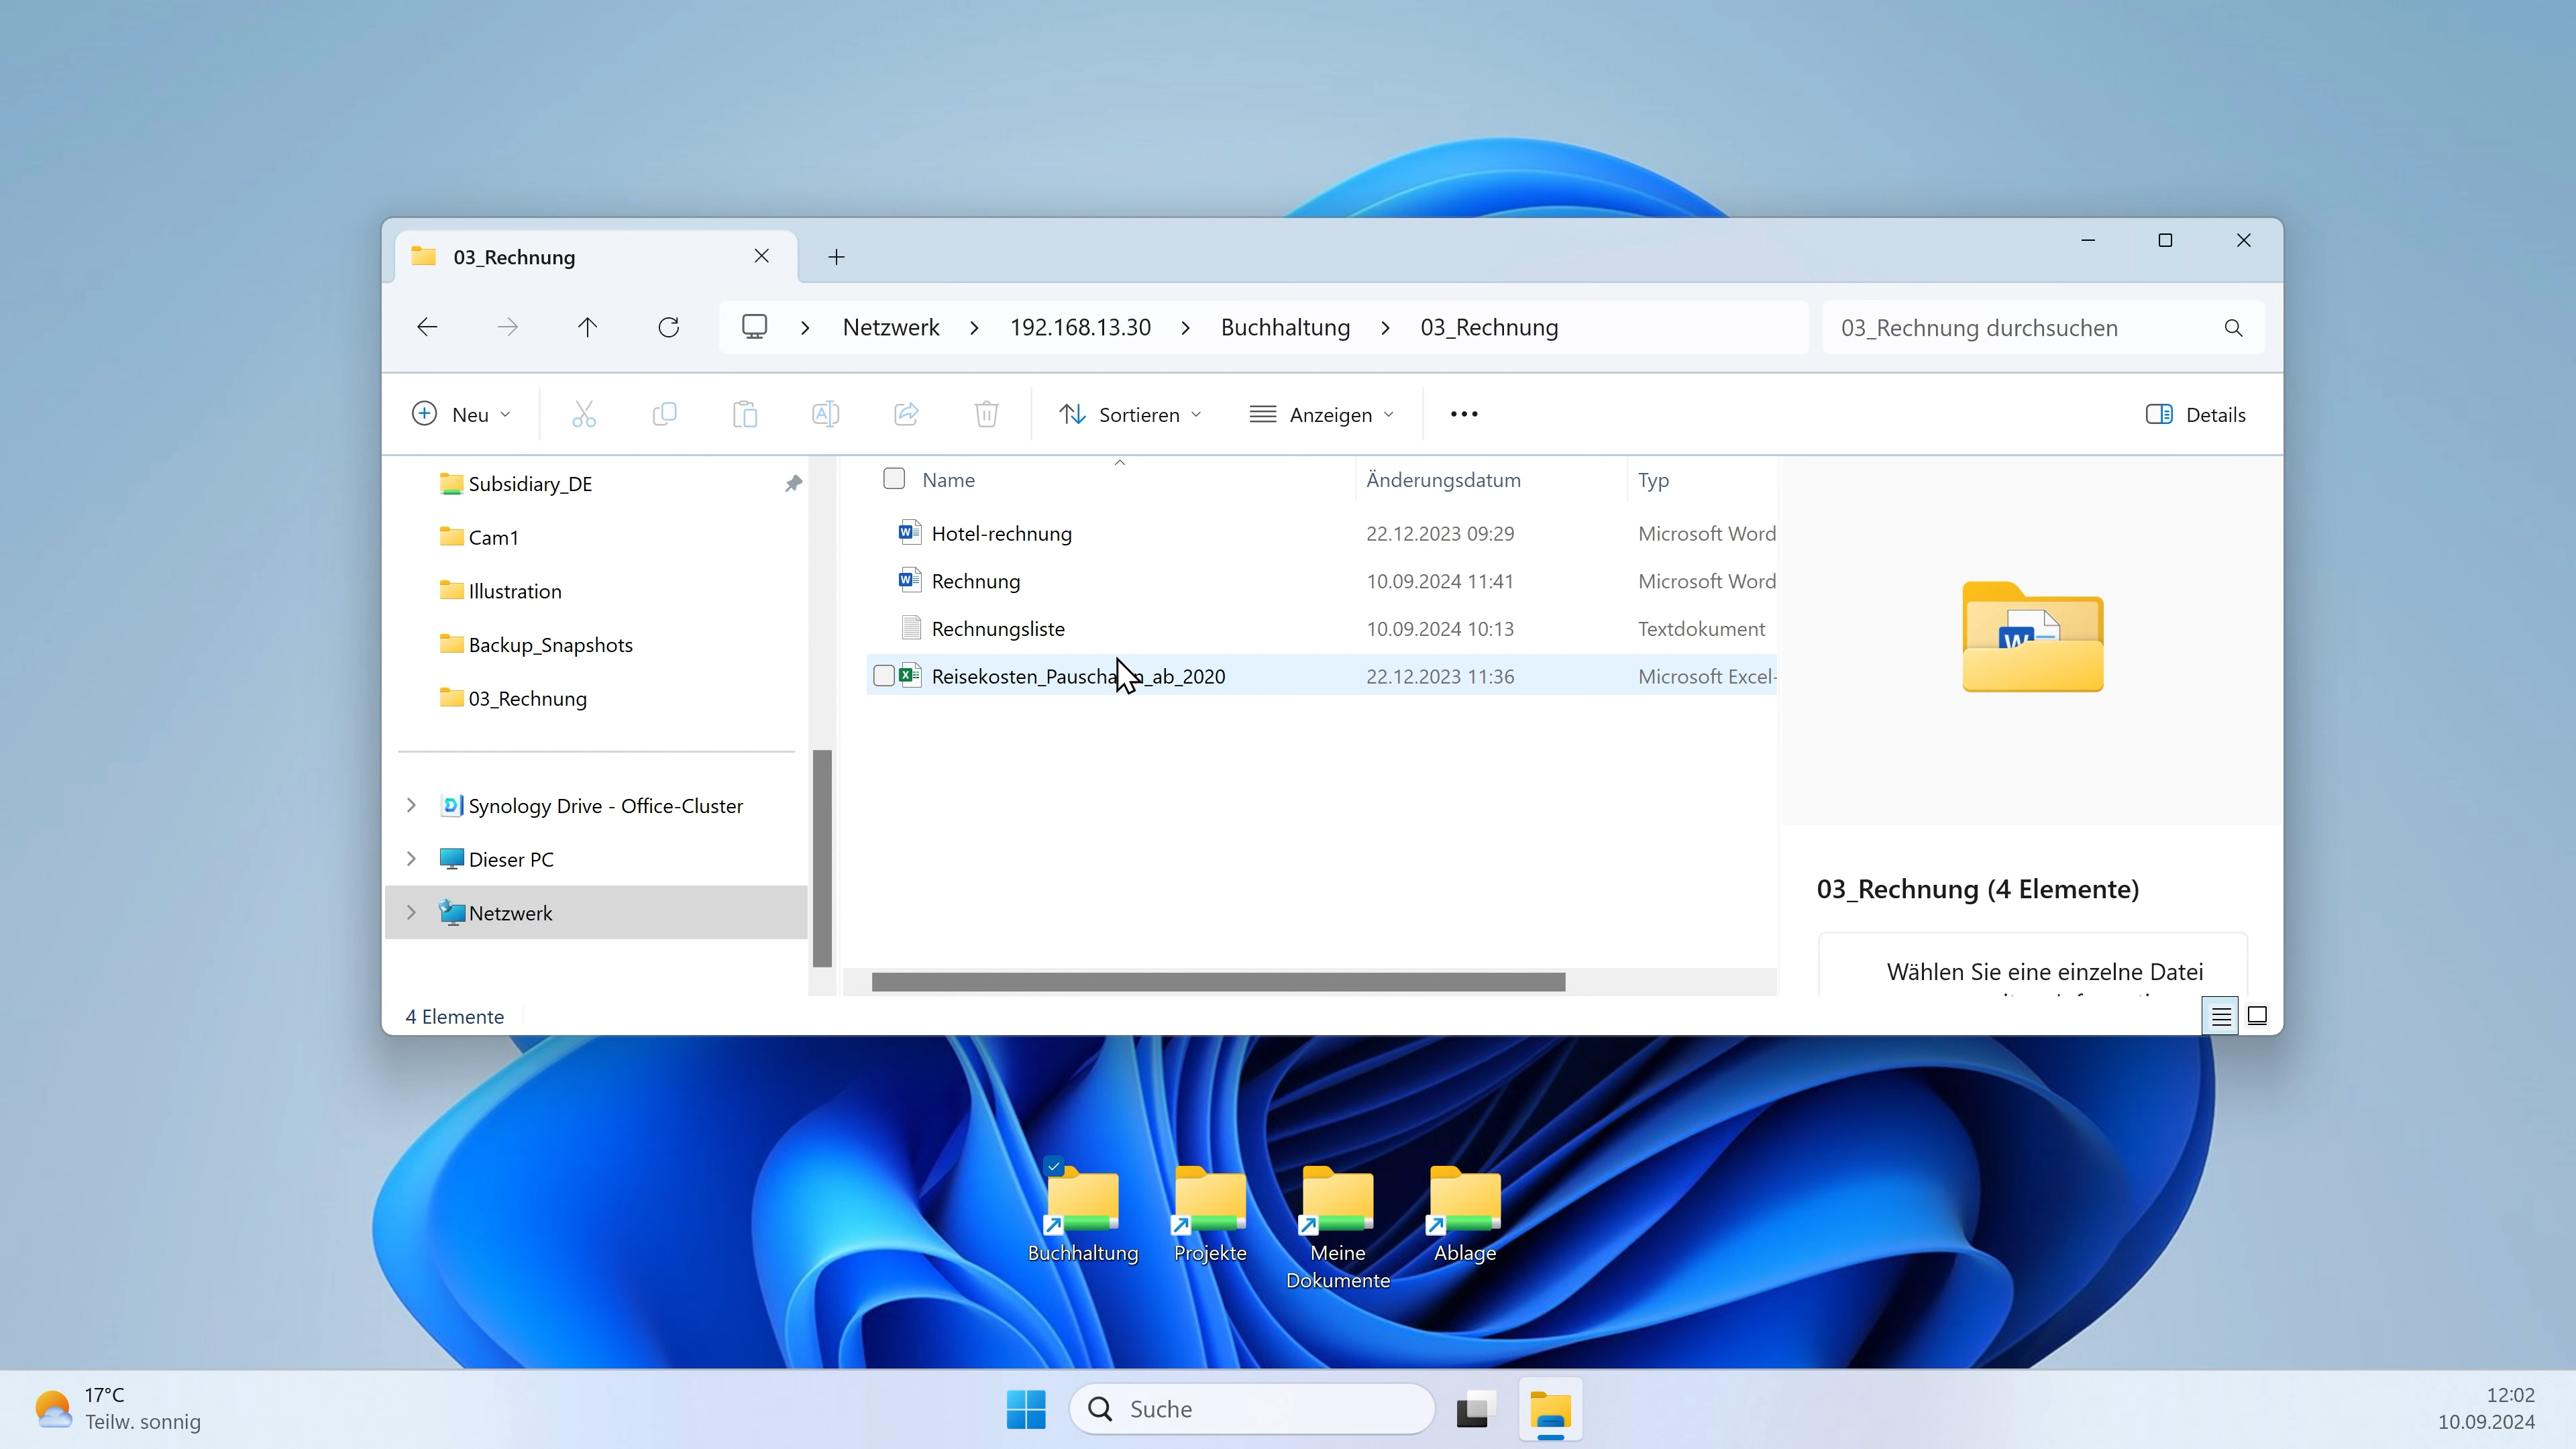 03_Rechnung
Netzwerk
192.168.13.30
Buchhaltung
03_Rechnung
03_Rechnung durchsuchen
Neu
Sortieren
Anzeigen
Details
Subsidiary_DE
Cam1
Illustration
Backup_Snapshots
03_Rechnung
Synology Drive - Office-Cluster
Dieser PC
Netzwerk
Name Änderungsdatum Typ
Hotel-rechnung 22.12.2023 09:29 Microsoft Word
Rechnung 10.09.2024 11:41 Microsoft Word
Rechnungsliste 10.09.2024 10:13 Textdokument
_ab_2020 22.12.2023 11:36 Microsoft Excel-
03_Rechnung (4 Elemente)
Wählen Sie eine einzelne Datei
4 Elemente
Buchhaltung
Projekte
Meine
Dokumente
Ablage
17°C
Teilw. sonnig
Suche
12:02
10.09.2024